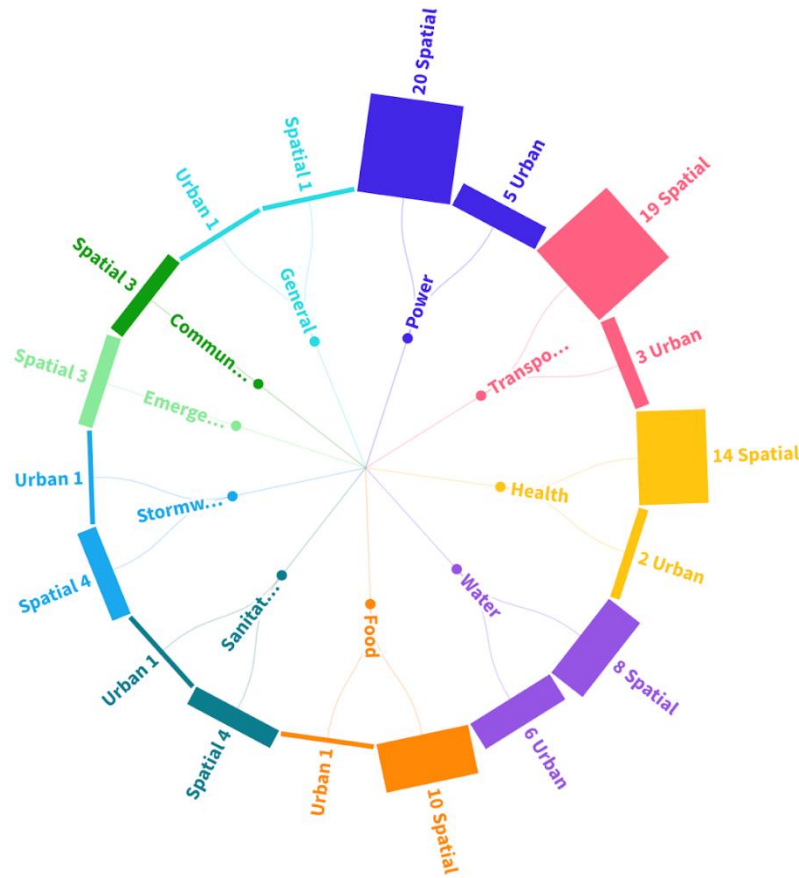 20 Spatial
5 Urban
Power
19 Spatial
3 Urban
Transpo...
14 Spatial
2 Urban
Health
8 Spatial
6 Urban
Water
10 Spatial
Urban 1
Food
Spatial 4
Urban 1
Sanitat...
Spatial 4
Urban 1
Stormw...
Spatial 3
Emerge...
Spatial 3
Commun...
Urban 1
Spatial 1
General